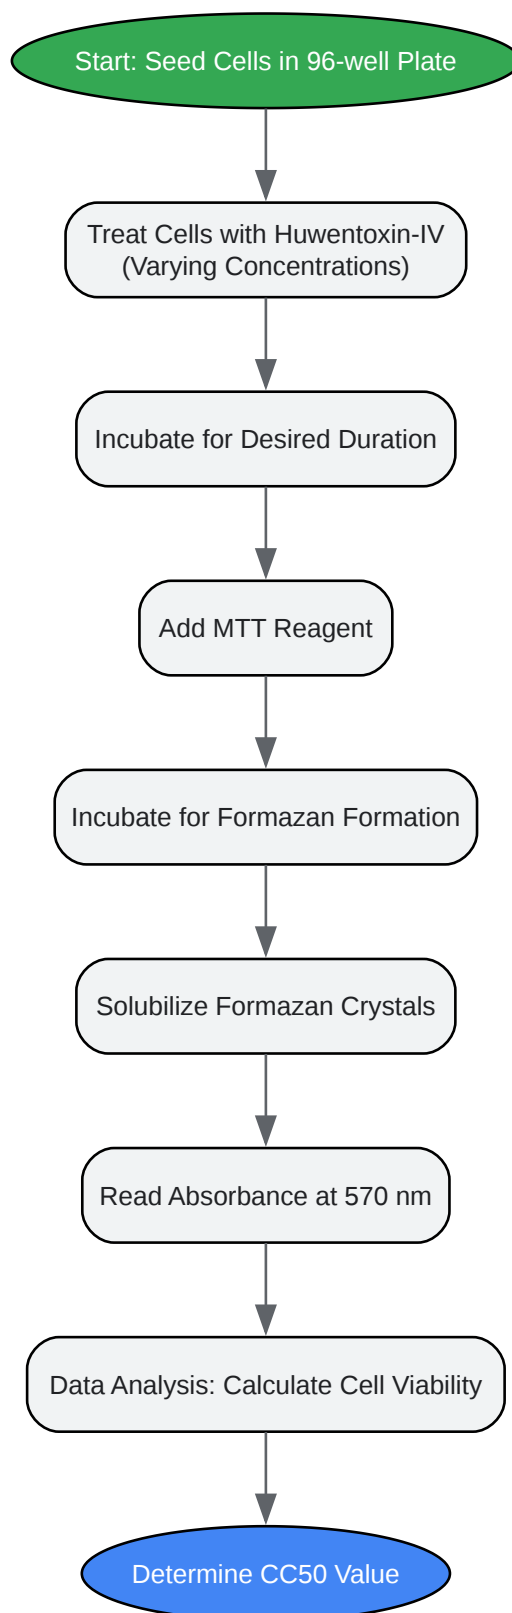 Start: Seed Cells in 96-well Plate
Treat Cells with Huwentoxin-IV
(Varying Concentrations)
Incubate for Desired Duration
Add MTT Reagent
Incubate for Formazan Formation
Solubilize Formazan Crystals
Read Absorbance at 570 nm
Data Analysis: Calculate Cell Viability
Determine CC50 Value